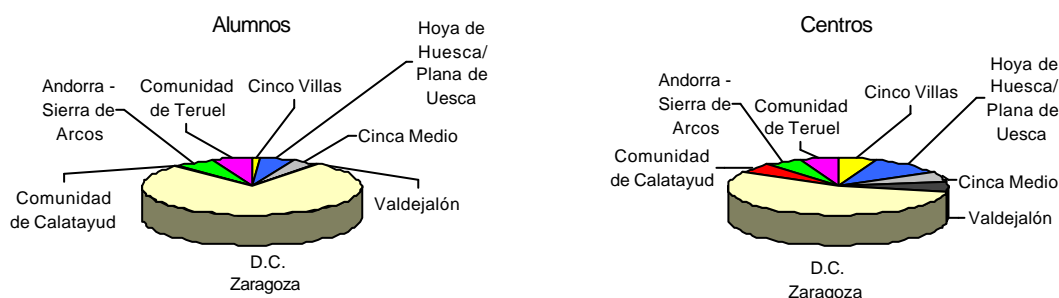 Alumnos
Hoya de
Huesca/
Plana de
Uesca
Andorra -
Sierra de
Arcos
Comunidad
de Teruel
Cinco Villas
Cinca Medio
Comunidad
de Calatayud
Valdejalón
D.C.
Zaragoza
Centros
Hoya de
Huesca/
Plana de
Uesca
Andorra -
Sierra de
Arcos
Cinco Villas
Comunidad
de Teruel
Comunidad
de Calatayud
Cinca Medio
Valdejalón
D.C.
Zaragoza